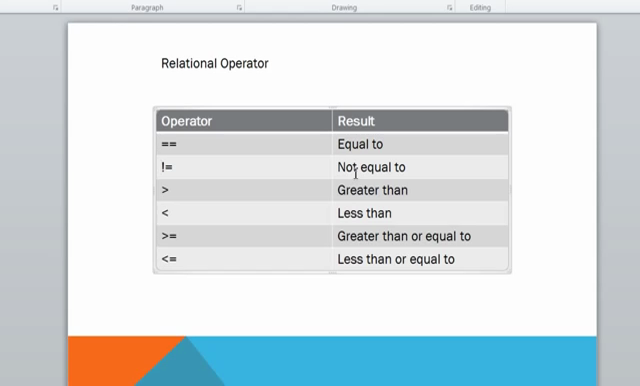 Paragraph Drawing Editing
Relational Operator
Operator Result
== Equal to
!= Not equal to
> Greater than
< Less than
>= Greater than or equal to
<= Less than or equal to